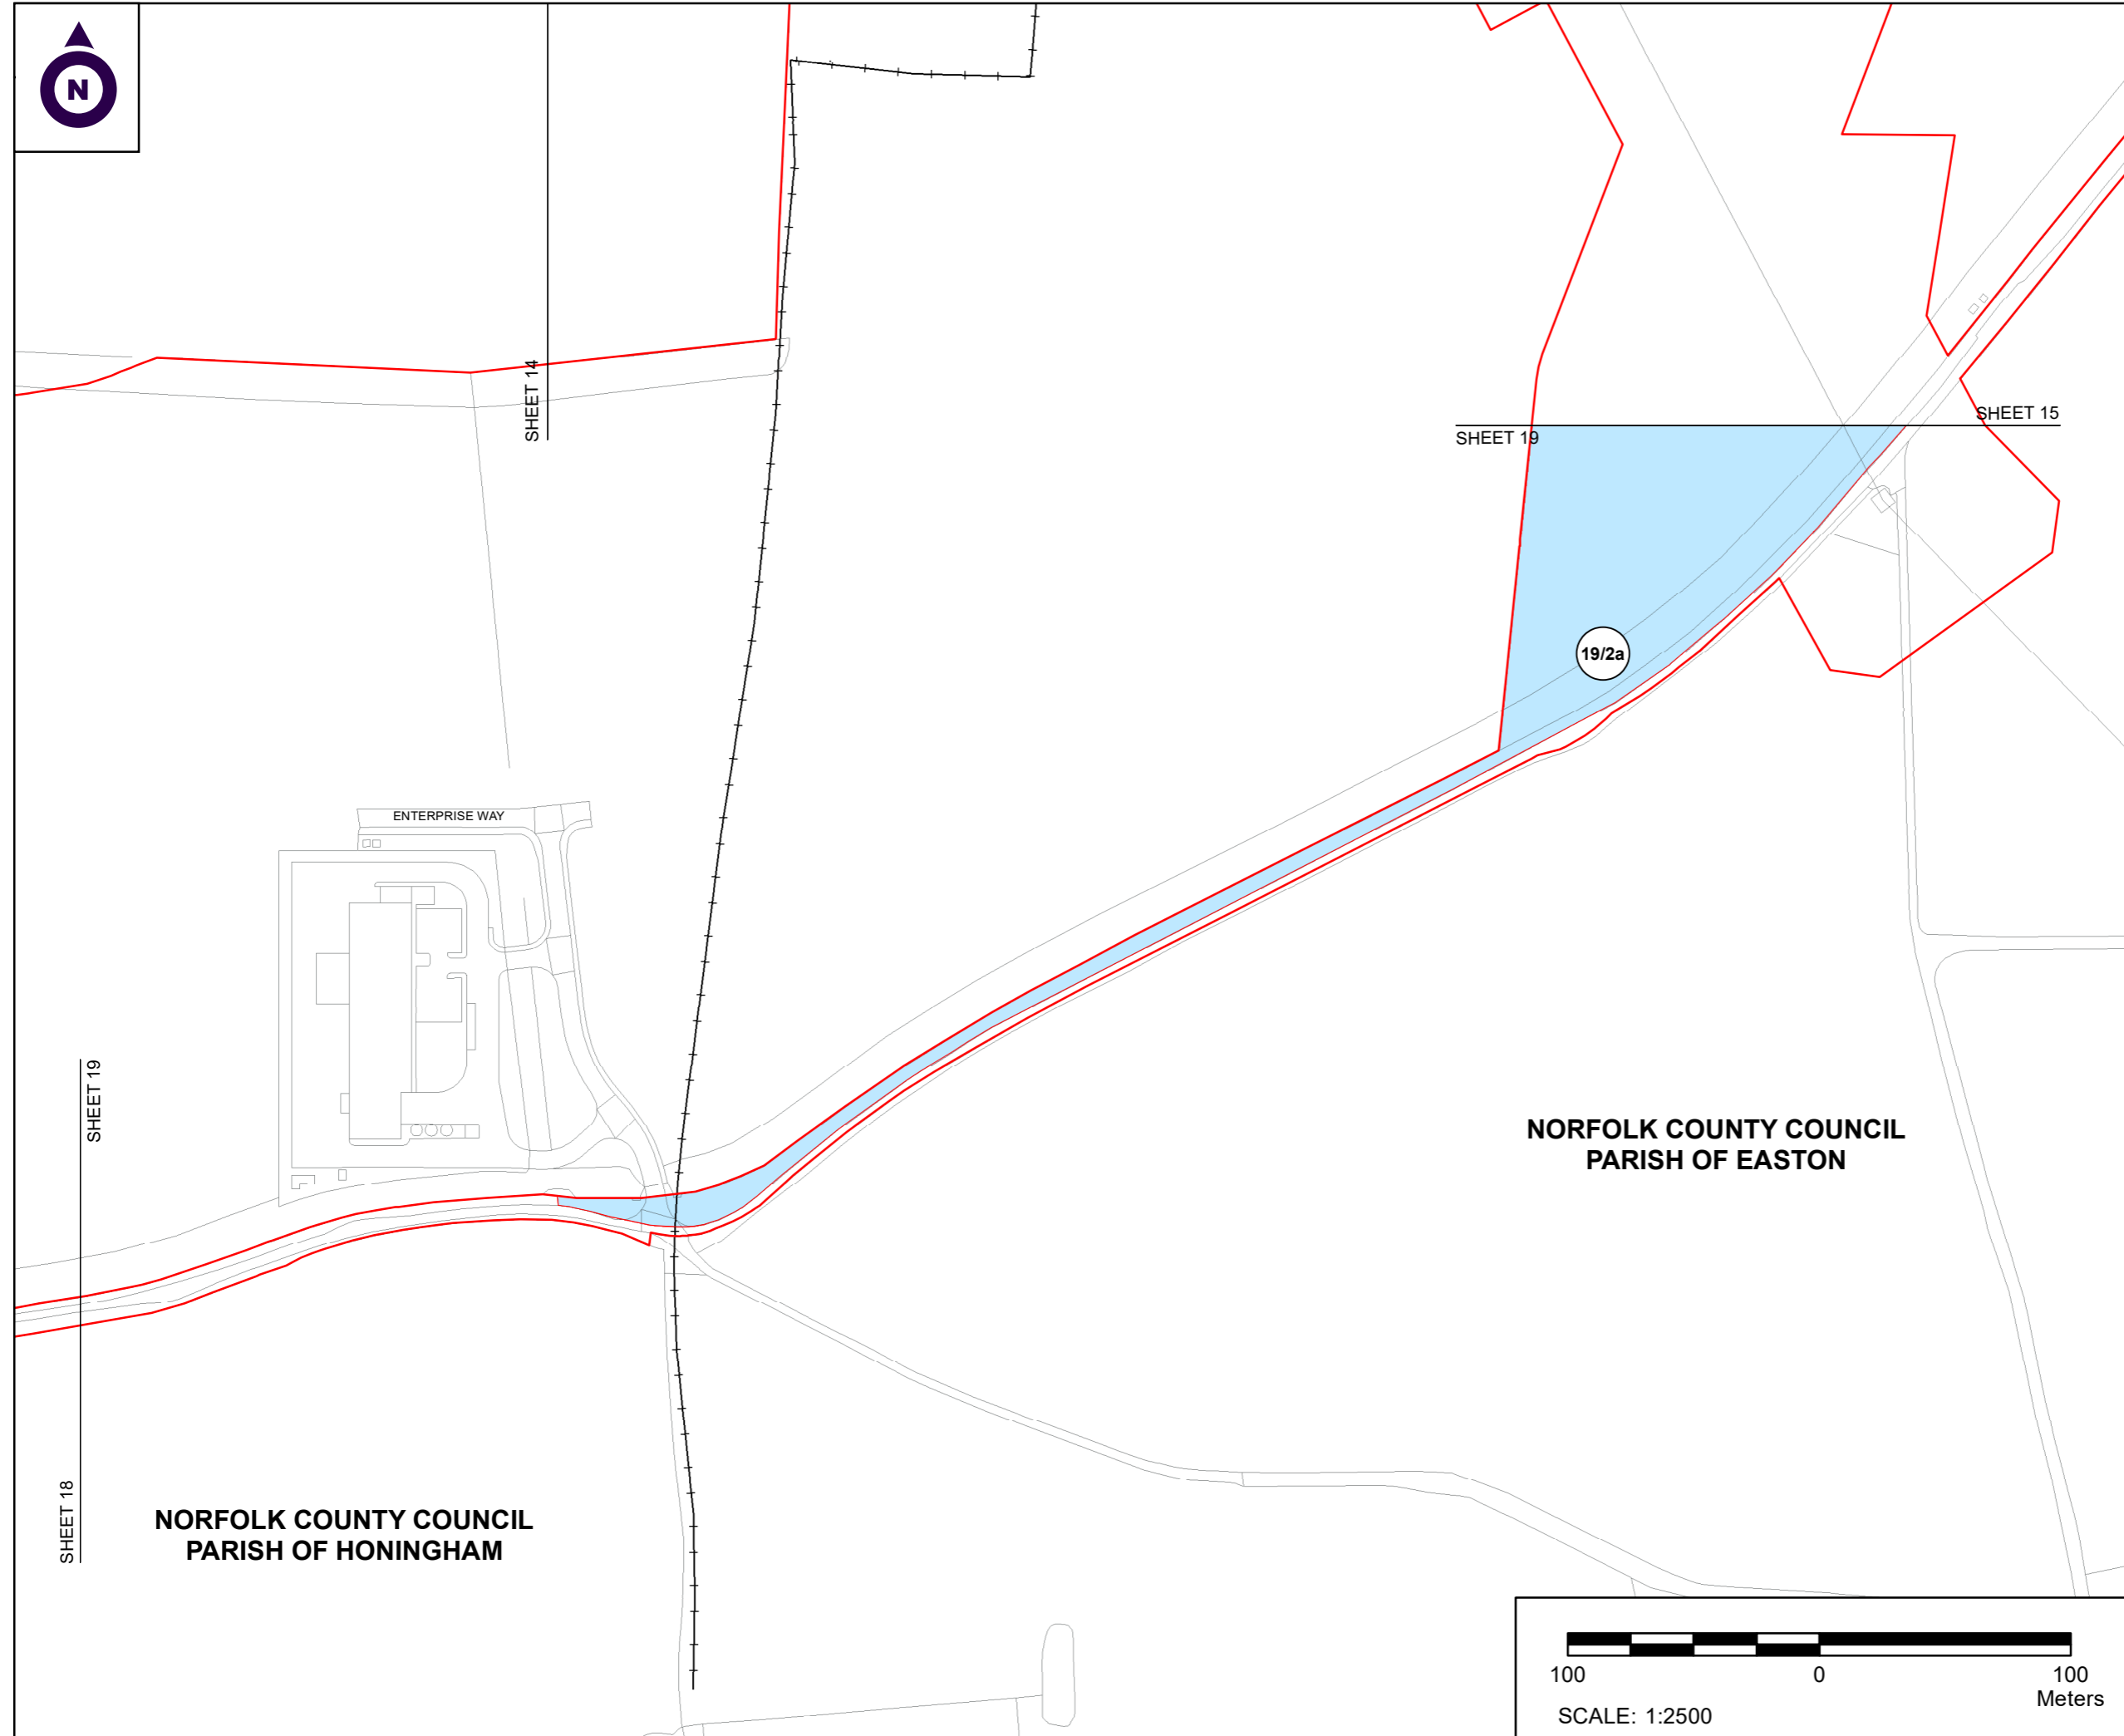 N
SHEET 14
SHEET 15
SHEET 19
19/2a
ENTERPRISE WAY
SHEET 19
NORFOLK COUNTY COUNCIL
PARISH OF EASTON
SHEET 18
NORFOLK COUNTY COUNCIL
PARISH OF HONINGHAM
100 0 100
Meters
SCALE: 1:2500